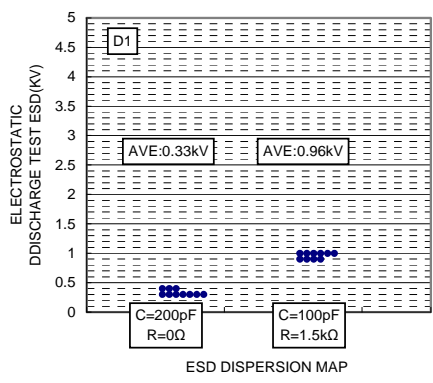 5
4.5
4
3.5
3
2.5
2
1.5
1
0.5
0
ELECTROSTATIC
DDISCHARGE TEST ESD(KV)
D1
AVE:0.33kV
AVE:0.96kV
C=200pF
R=0Ω
C=100pF
R=1.5kΩ
ESD DISPERSION MAP